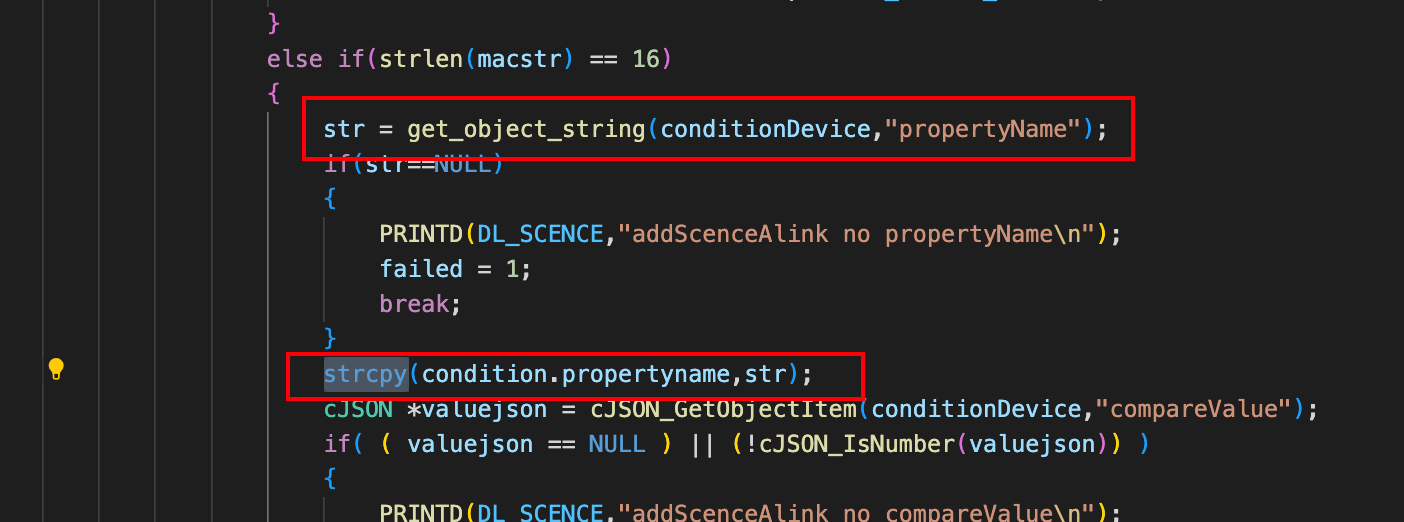 }
else if(strlen(macstr) == 16)
{
str = get_object_string(conditionDevice,"propertyName");
if(str==NULL)
{
PRINTD(DL_SCENCE,"addScenceAlink no propertyName\n");
failed = 1;
break;
}
strcpy(condition.propertyname,str);
cJSON *valuejson = cJSON_GetObjectItem(conditionDevice,"compareValue");
if( ( valuejson == NULL ) || (!cJSON_IsNumber(valuejson)) )
{
PRINTD(DL_SCENCE,"addScenceAlink no compareValue\n");